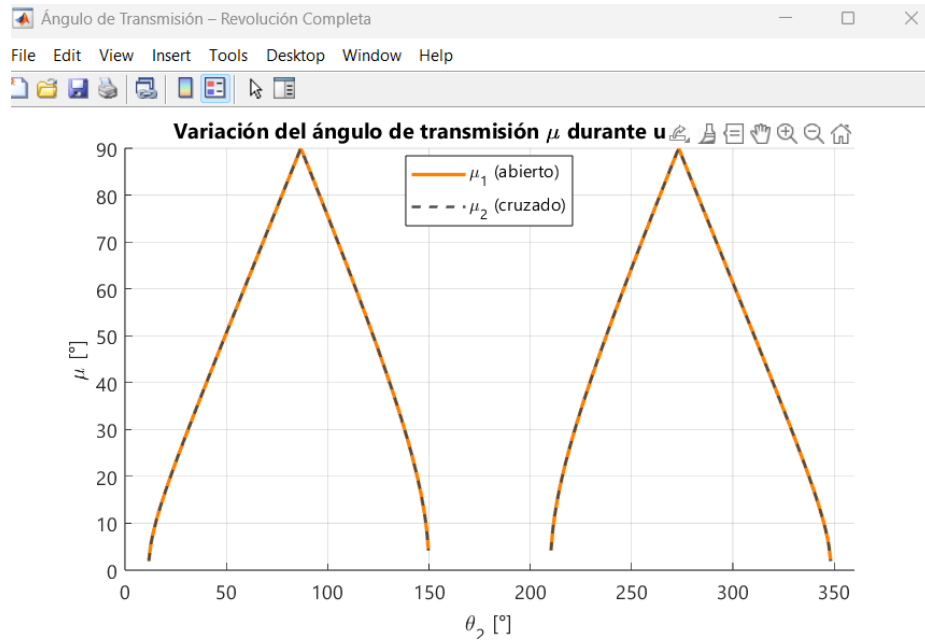 Ángulo de Transmisión – Revolución Completa
File Edit View Insert Tools Desktop Window Help
Variación del ángulo de transmisión μ durante u
μ₁ (abierto)
μ₂ (cruzado)
90
80
70
60
50
40
30
20
10
0
μ [°]
0 50 100 150 200 250 300 350
θ₂ [°]